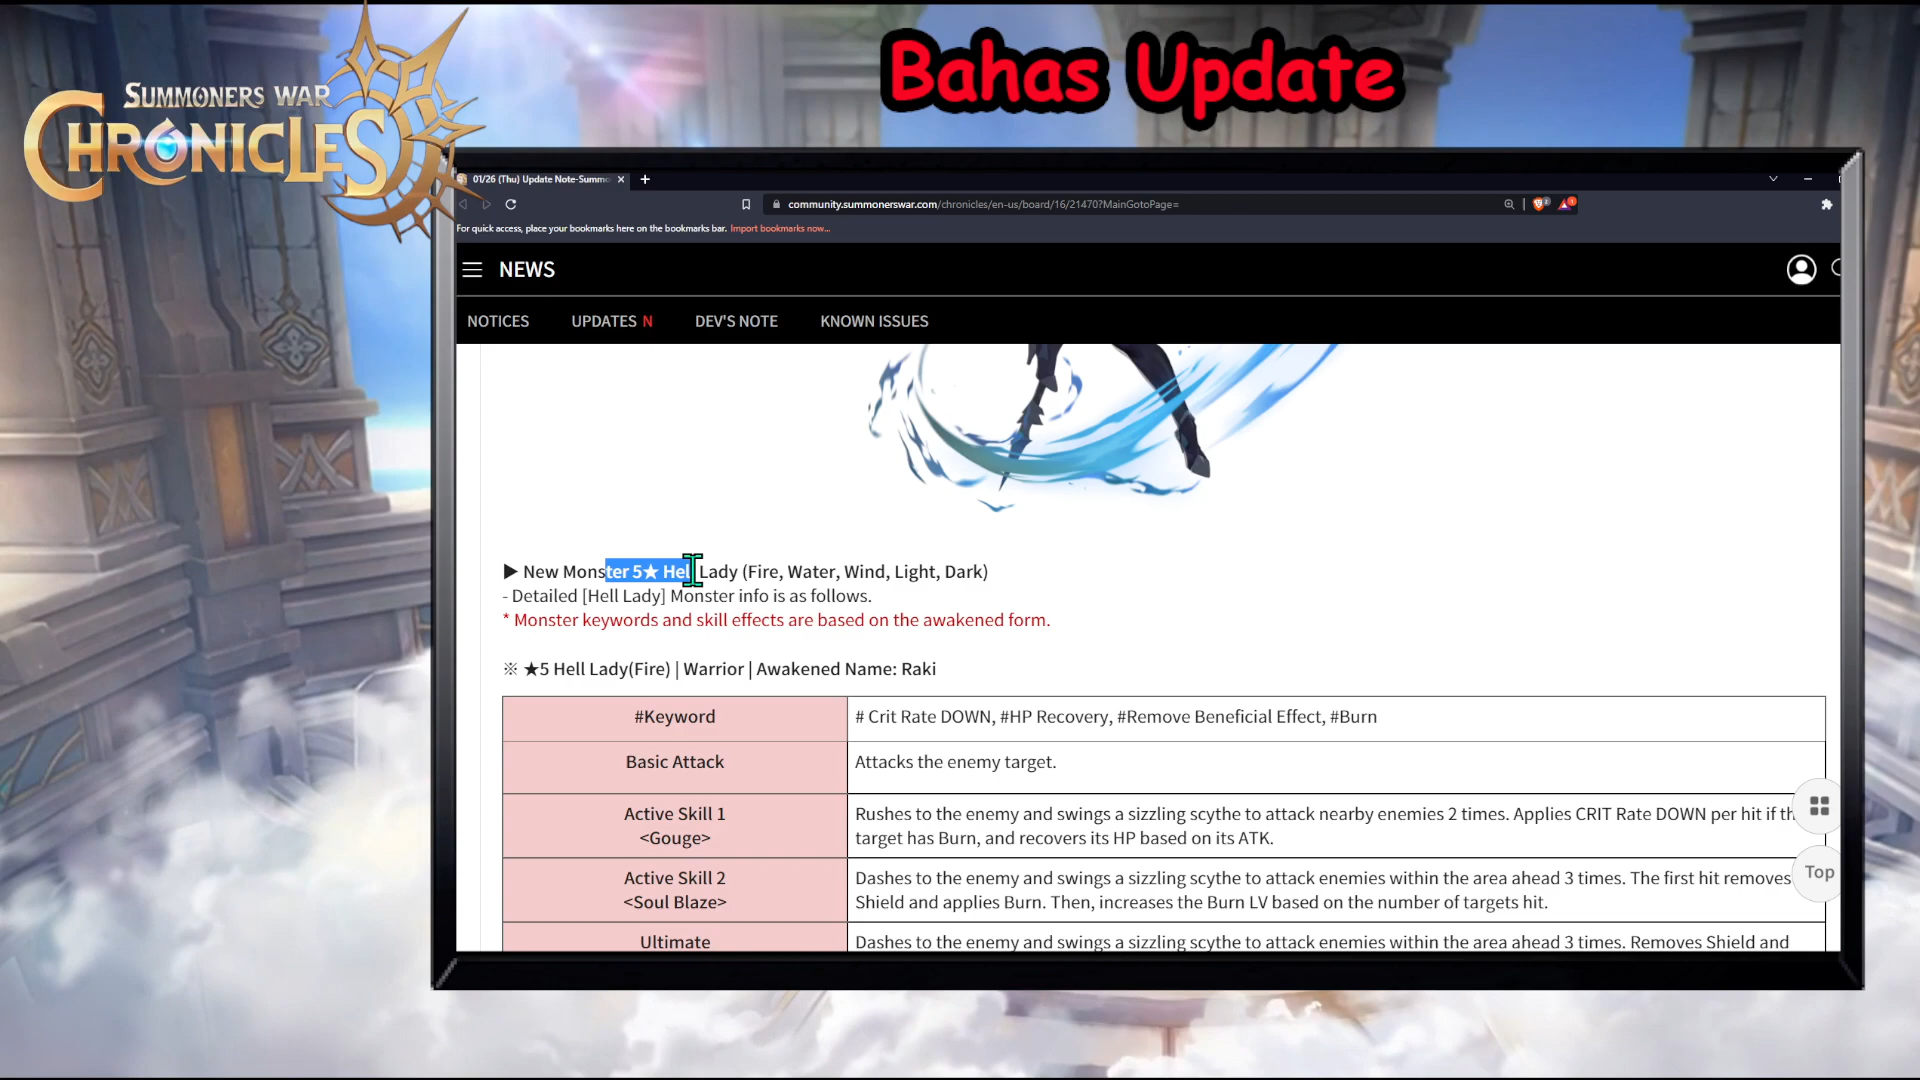 SUMMONERS WAR
CHRONICLES
Bahas Update
01/26 (Thu) Update Note-Summo
community.summonerswar.com/chronicles/en-us/board/16/21470?MainGotoPage=
For quick access, place your bookmarks here on the bookmarks bar. Import bookmarks now...
NEWS
NOTICES UPDATES N DEV'S NOTE KNOWN ISSUES
▶ New Monster 5★ Hell Lady (Fire, Water, Wind, Light, Dark)
- Detailed [Hell Lady] Monster info is as follows.
* Monster keywords and skill effects are based on the awakened form.
※ ★5 Hell Lady(Fire) | Warrior | Awakened Name: Raki
#Keyword
# Crit Rate DOWN, #HP Recovery, #Remove Beneficial Effect, #Burn
Basic Attack
Attacks the enemy target.
Active Skill 1
<Gouge>
Rushes to the enemy and swings a sizzling scythe to attack nearby enemies 2 times. Applies CRIT Rate DOWN per hit if th
target has Burn, and recovers its HP based on its ATK.
Active Skill 2
<Soul Blaze>
Dashes to the enemy and swings a sizzling scythe to attack enemies within the area ahead 3 times. The first hit removes
Shield and applies Burn. Then, increases the Burn LV based on the number of targets hit.
Ultimate
Dashes to the enemy and swings a sizzling scythe to attack enemies within the area ahead 3 times. Removes Shield and
Top